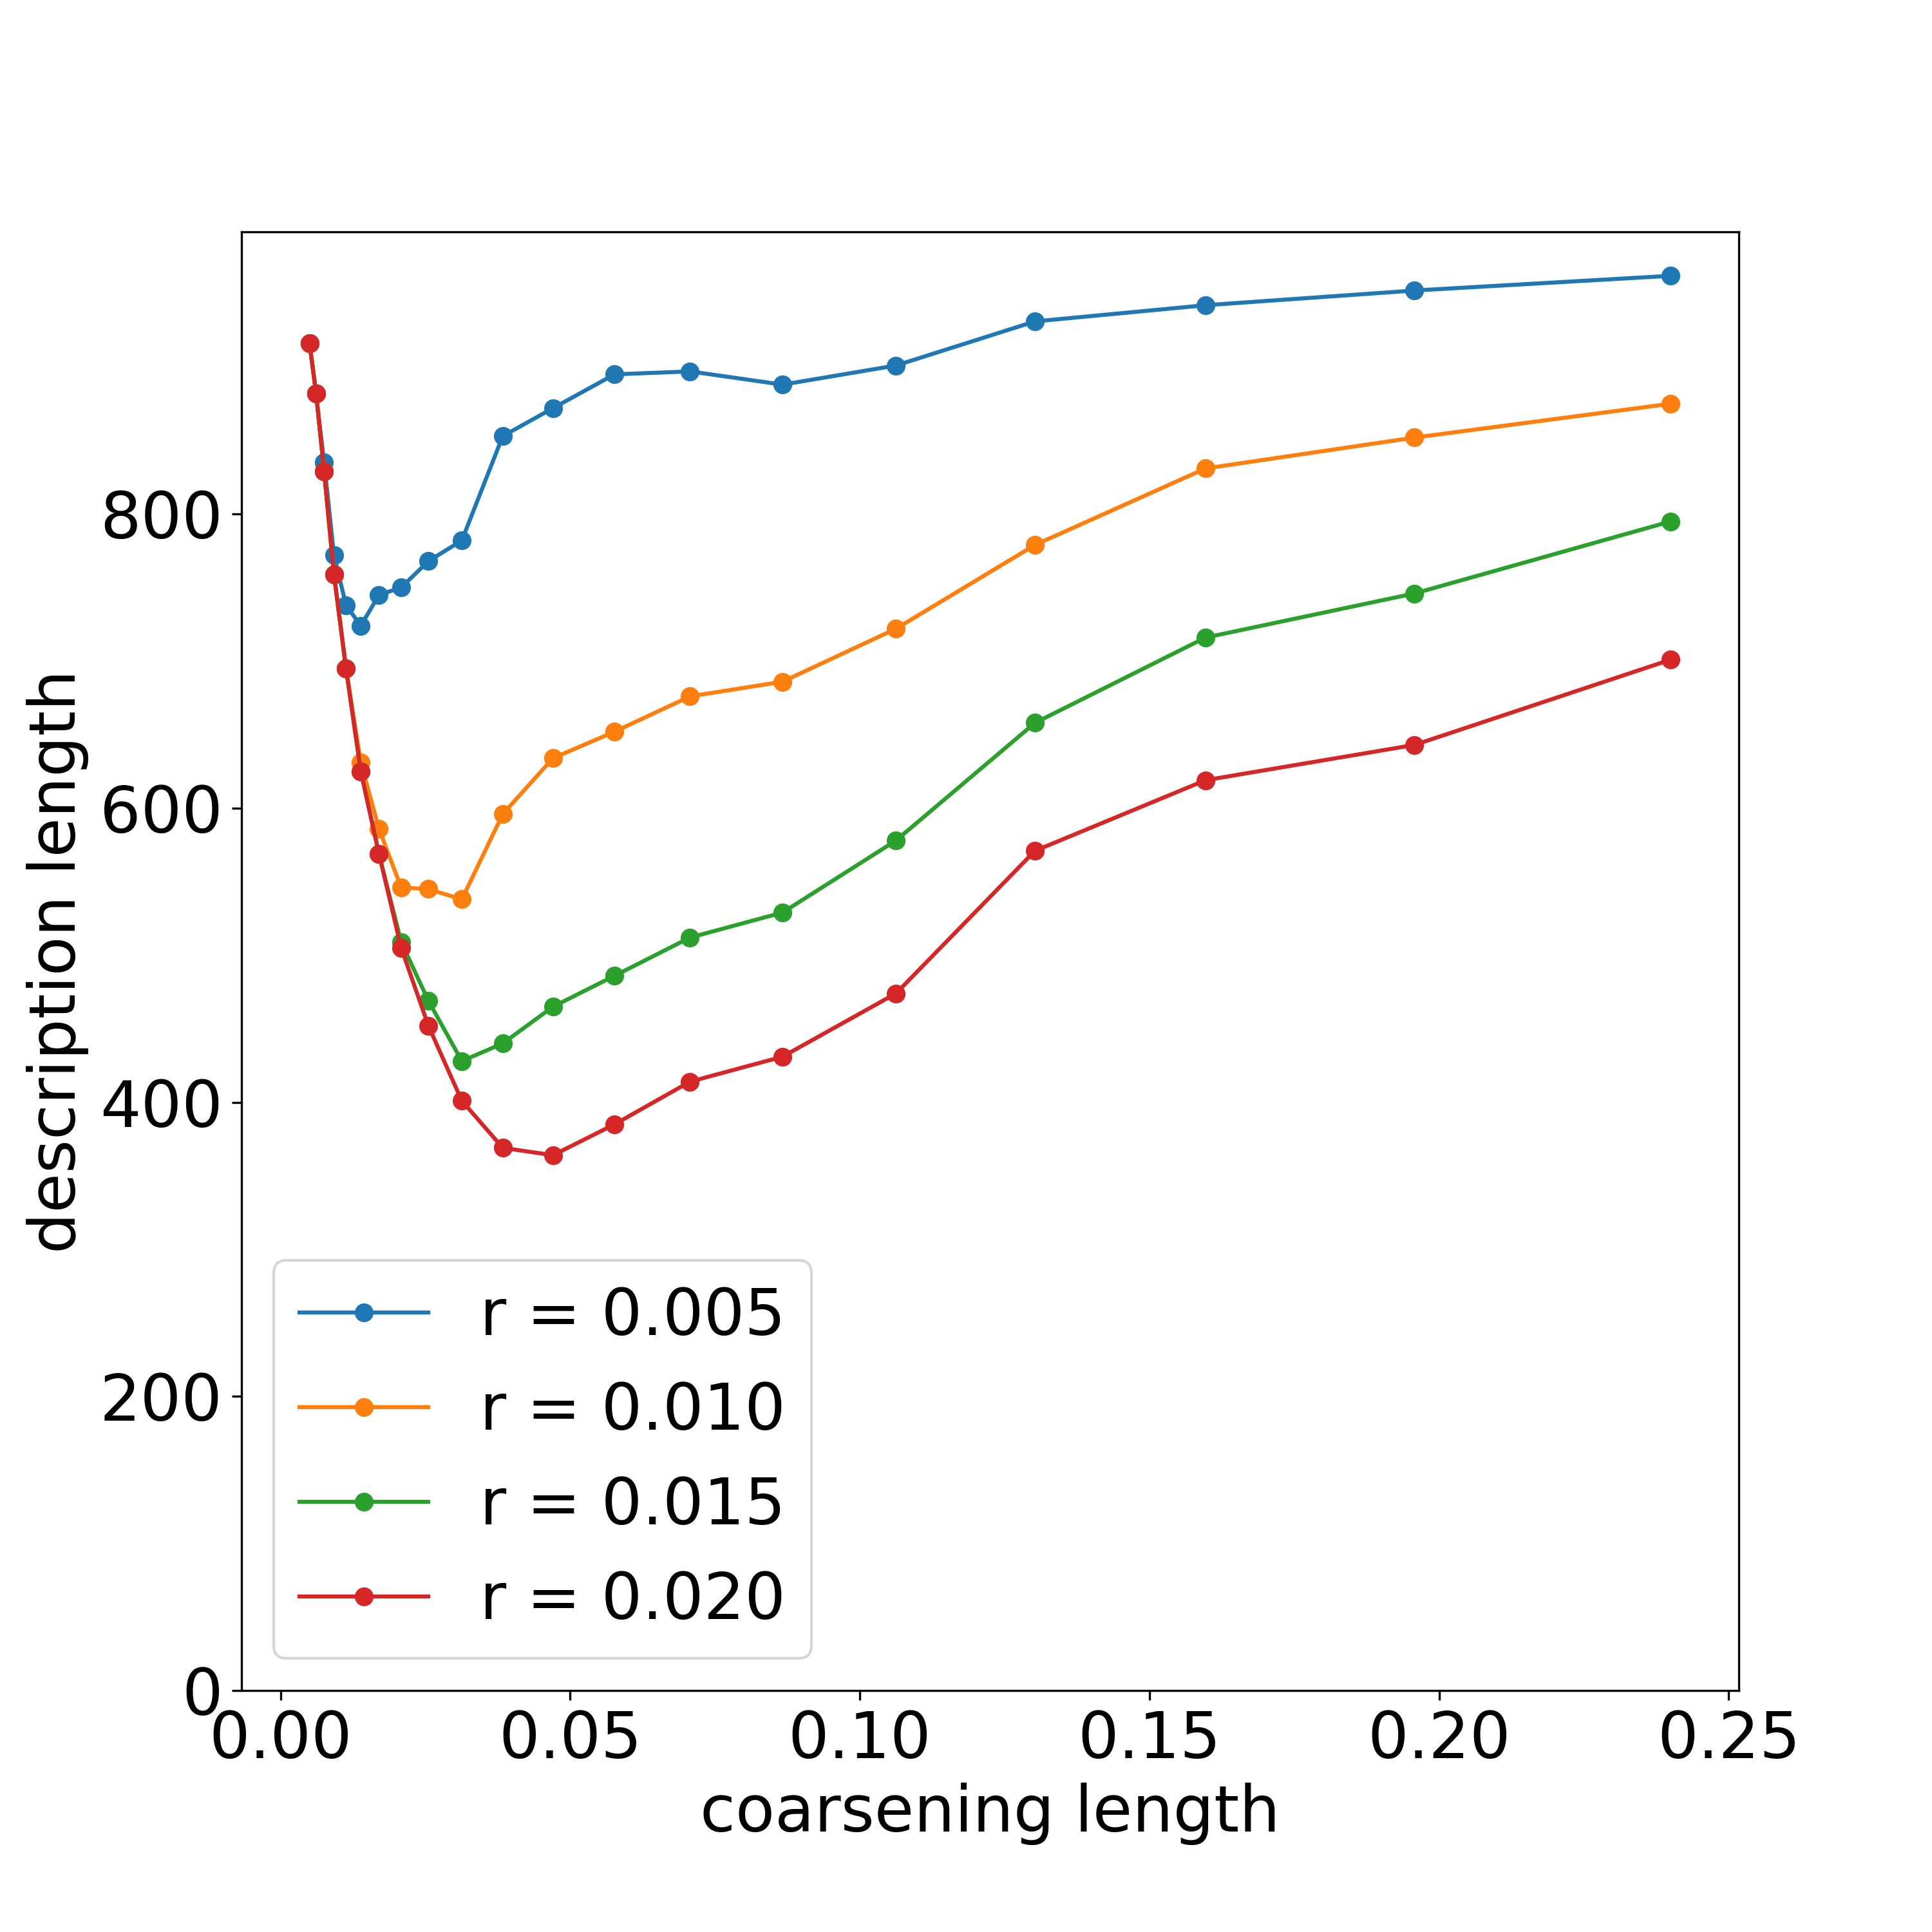 description length
800
600
400
200
0
r = 0.005
r = 0.010
r = 0.015
r = 0.020
0.00 0.05 0.10 0.15 0.20 0.25
coarsening length